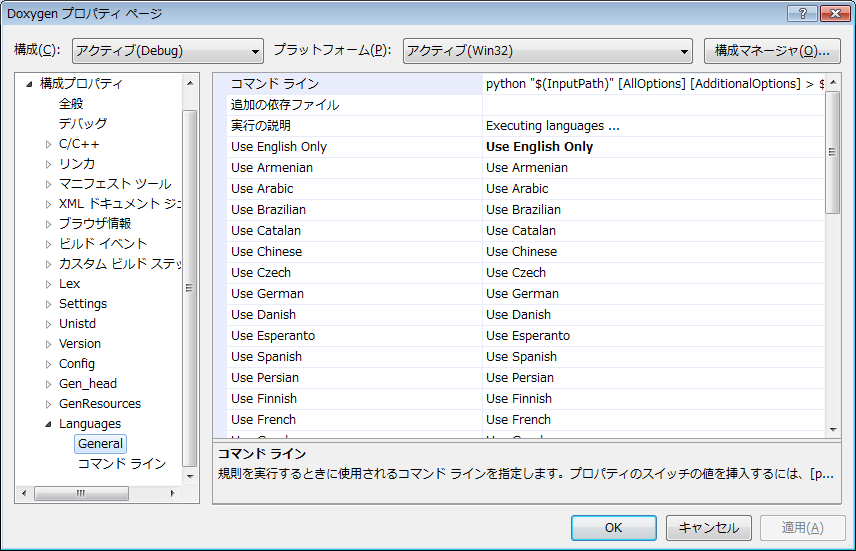 Doxygen プロパティ ページ
構成(C): アクティブ(Debug) プラットフォーム(P): アクティブ(Win32) 構成マネージャ(O)...
構成プロパティ
全般
デバッグ
C/C++
リンカ
マニフェスト ツール
XML ドキュメント ジェ
ブラウザ情報
ビルド イベント
カスタム ビルド ステッ
Lex
Settings
Unistd
Version
Config
Gen_head
GenResources
Languages
General
コマンド ライン
コマンド ライン python "$(InputPath)" [AllOptions] [AdditionalOptions] > $
追加の依存ファイル
実行の説明 Executing languages ...
Use English Only Use English Only
Use Armenian Use Armenian
Use Arabic Use Arabic
Use Brazilian Use Brazilian
Use Catalan Use Catalan
Use Chinese Use Chinese
Use Czech Use Czech
Use German Use German
Use Danish Use Danish
Use Esperanto Use Esperanto
Use Spanish Use Spanish
Use Persian Use Persian
Use Finnish Use Finnish
Use French Use French
コマンド ライン
規則を実行するときに使用されるコマンド ラインを指定します。プロパティのスイッチの値を挿入するには、[p...
OK キャンセル 適用(A)